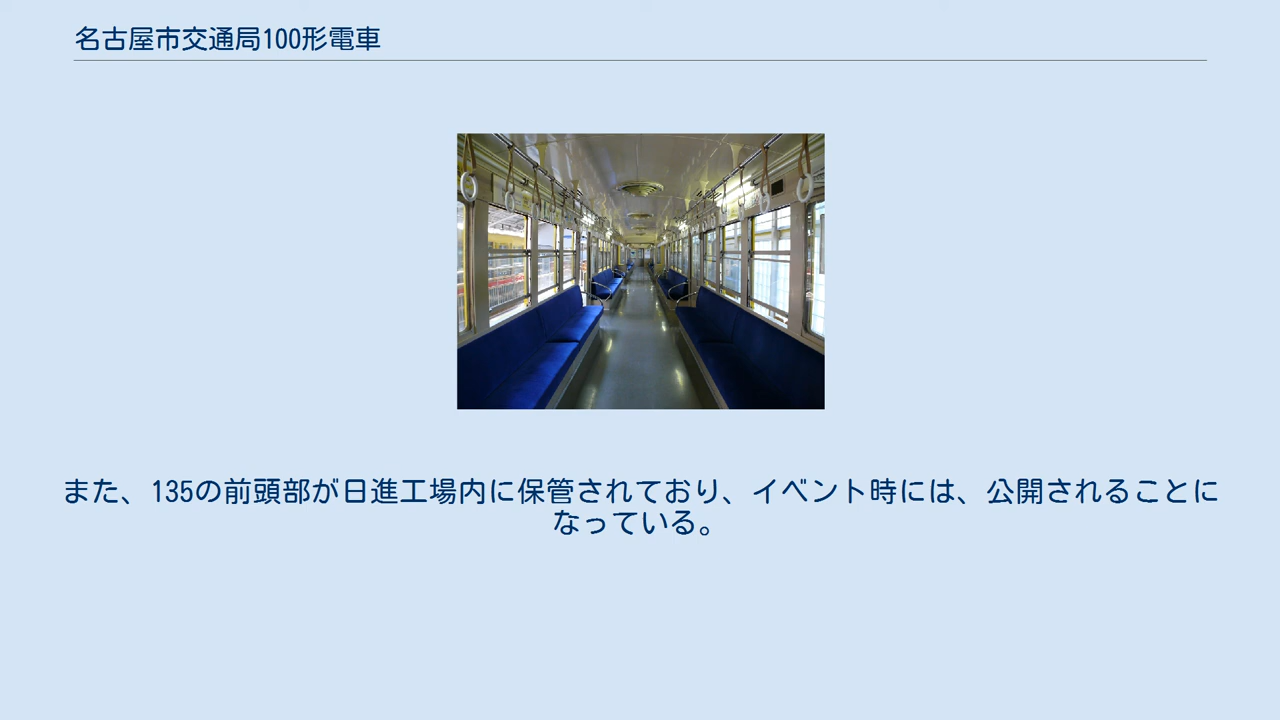 名古屋市交通局100形電車
また、135の前頭部が日進工場内に保管されており、イベント時には、公開されることに
なっている。